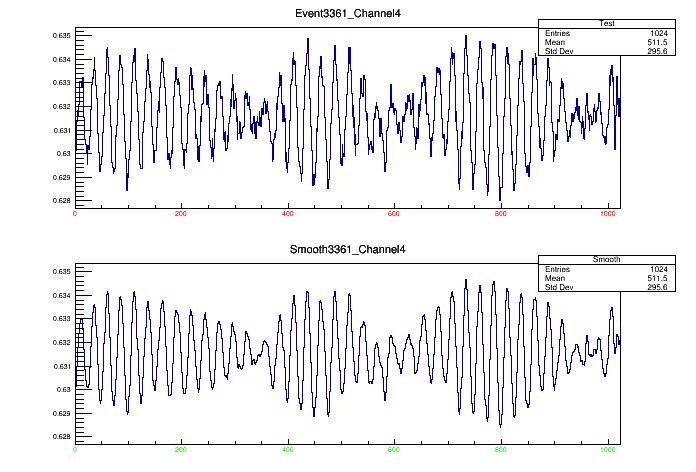 Event3361_Channel4
Test
Entries 1024
Mean 511.5
Std Dev 295.6
0.635
0.634
0.633
0.632
0.631
0.63
0.629
0.628
0 200 400 600 800 1000
Smooth3361_Channel4
Smooth
Entries 1024
Mean 511.5
Std Dev 295.6
0.635
0.634
0.633
0.632
0.631
0.63
0.629
0.628
0 200 400 600 800 1000